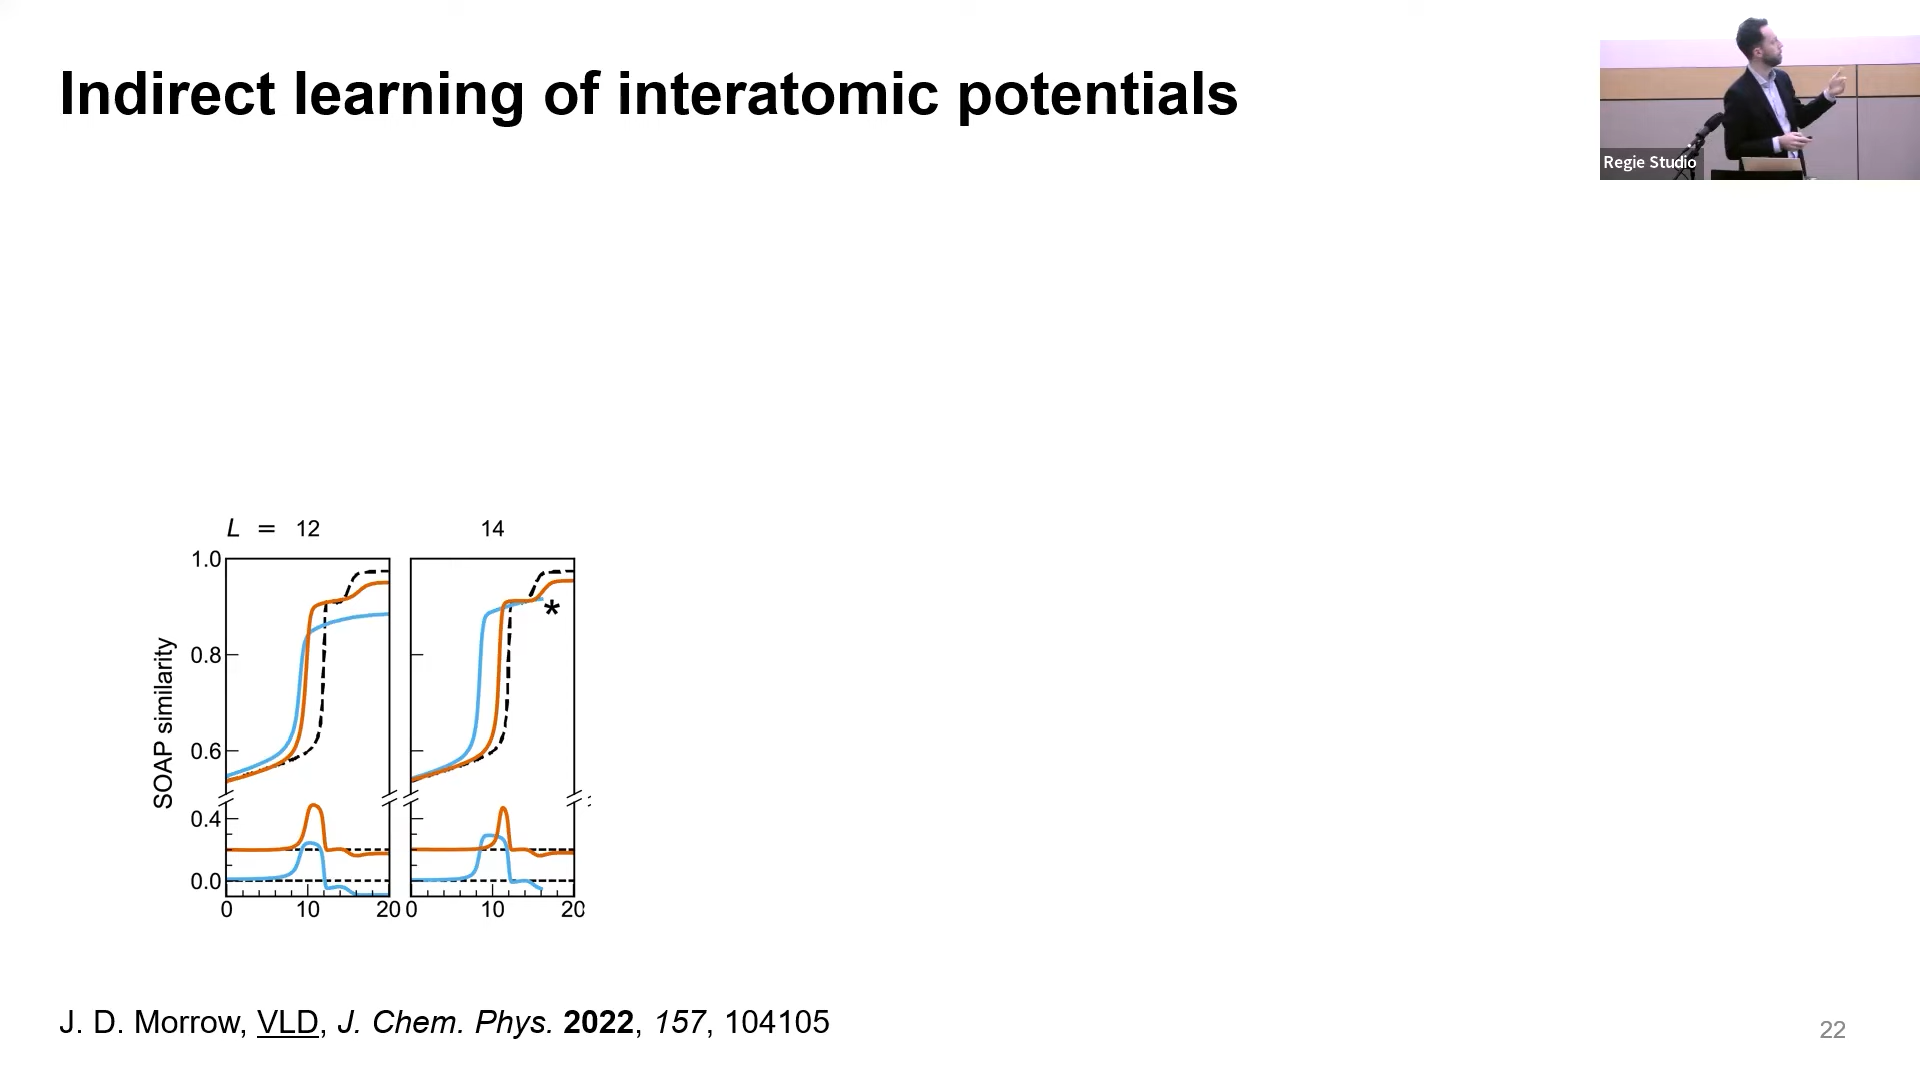 Indirect learning of interatomic potentials
Regie Studio
L = 12 14
1.0
0.8
0.6
0.4
0.0
SOAP similarity
*
0 10 20 0 10 20
J. D. Morrow, VLD, J. Chem. Phys. 2022, 157, 104105
22